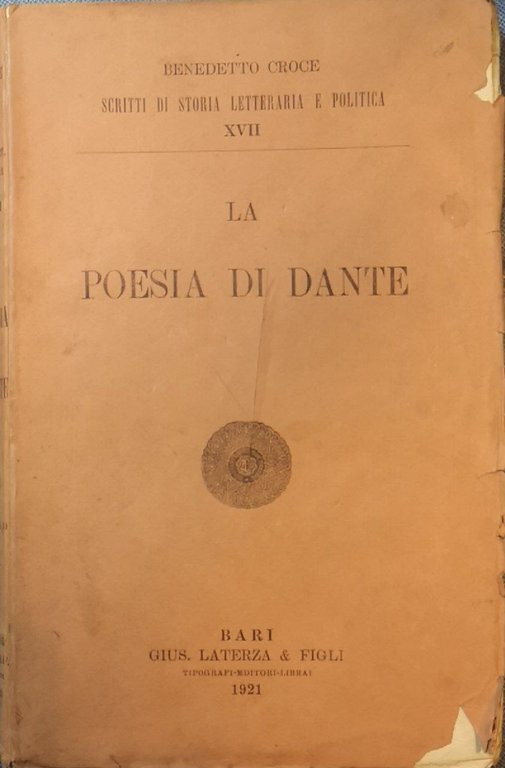 BENEDETTO CROCE
SCRITTI DI STORIA LETTERARIA E POLITICA
XVII
LA
POESIA DI DANTE
BARI
GIUS. LATERZA & FIGLI
TIPOGRAFI-EDITORI-LIBRAI
1921